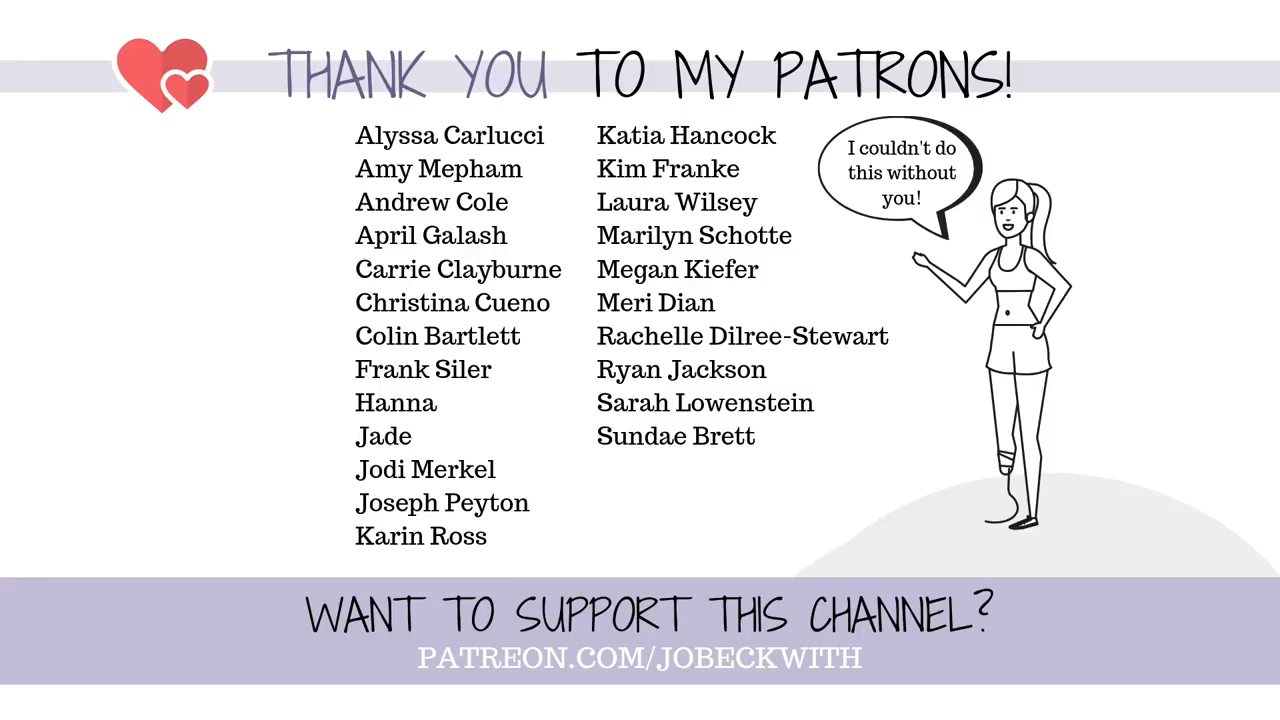 THANK YOU TO MY PATRONS!
Alyssa Carlucci
Amy Mepham
Andrew Cole
April Galash
Carrie Clayburne
Christina Cueno
Colin Bartlett
Frank Siler
Hanna
Jade
Jodi Merkel
Joseph Peyton
Karin Ross
Katia Hancock
Kim Franke
Laura Wilsey
Marilyn Schotte
Megan Kiefer
Meri Dian
Rachelle Dilree-Stewart
Ryan Jackson
Sarah Lowenstein
Sundae Brett
I couldn't do
this without
you!
WANT TO SUPPORT THIS CHANNEL?
PATREON.COM/JOBECKWITH